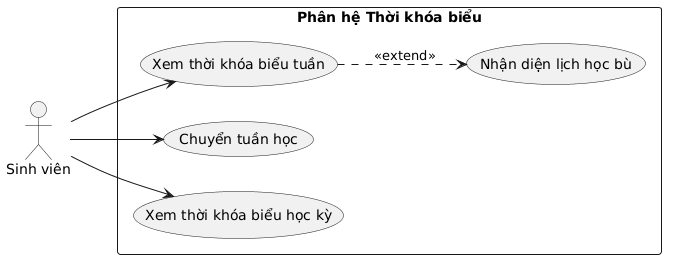 Phân hệ Thời khóa biểu
Xem thời khóa biểu tuần
«extend»
Nhận diện lịch học bù
Chuyển tuần học
Sinh viên
Xem thời khóa biểu học kỳ